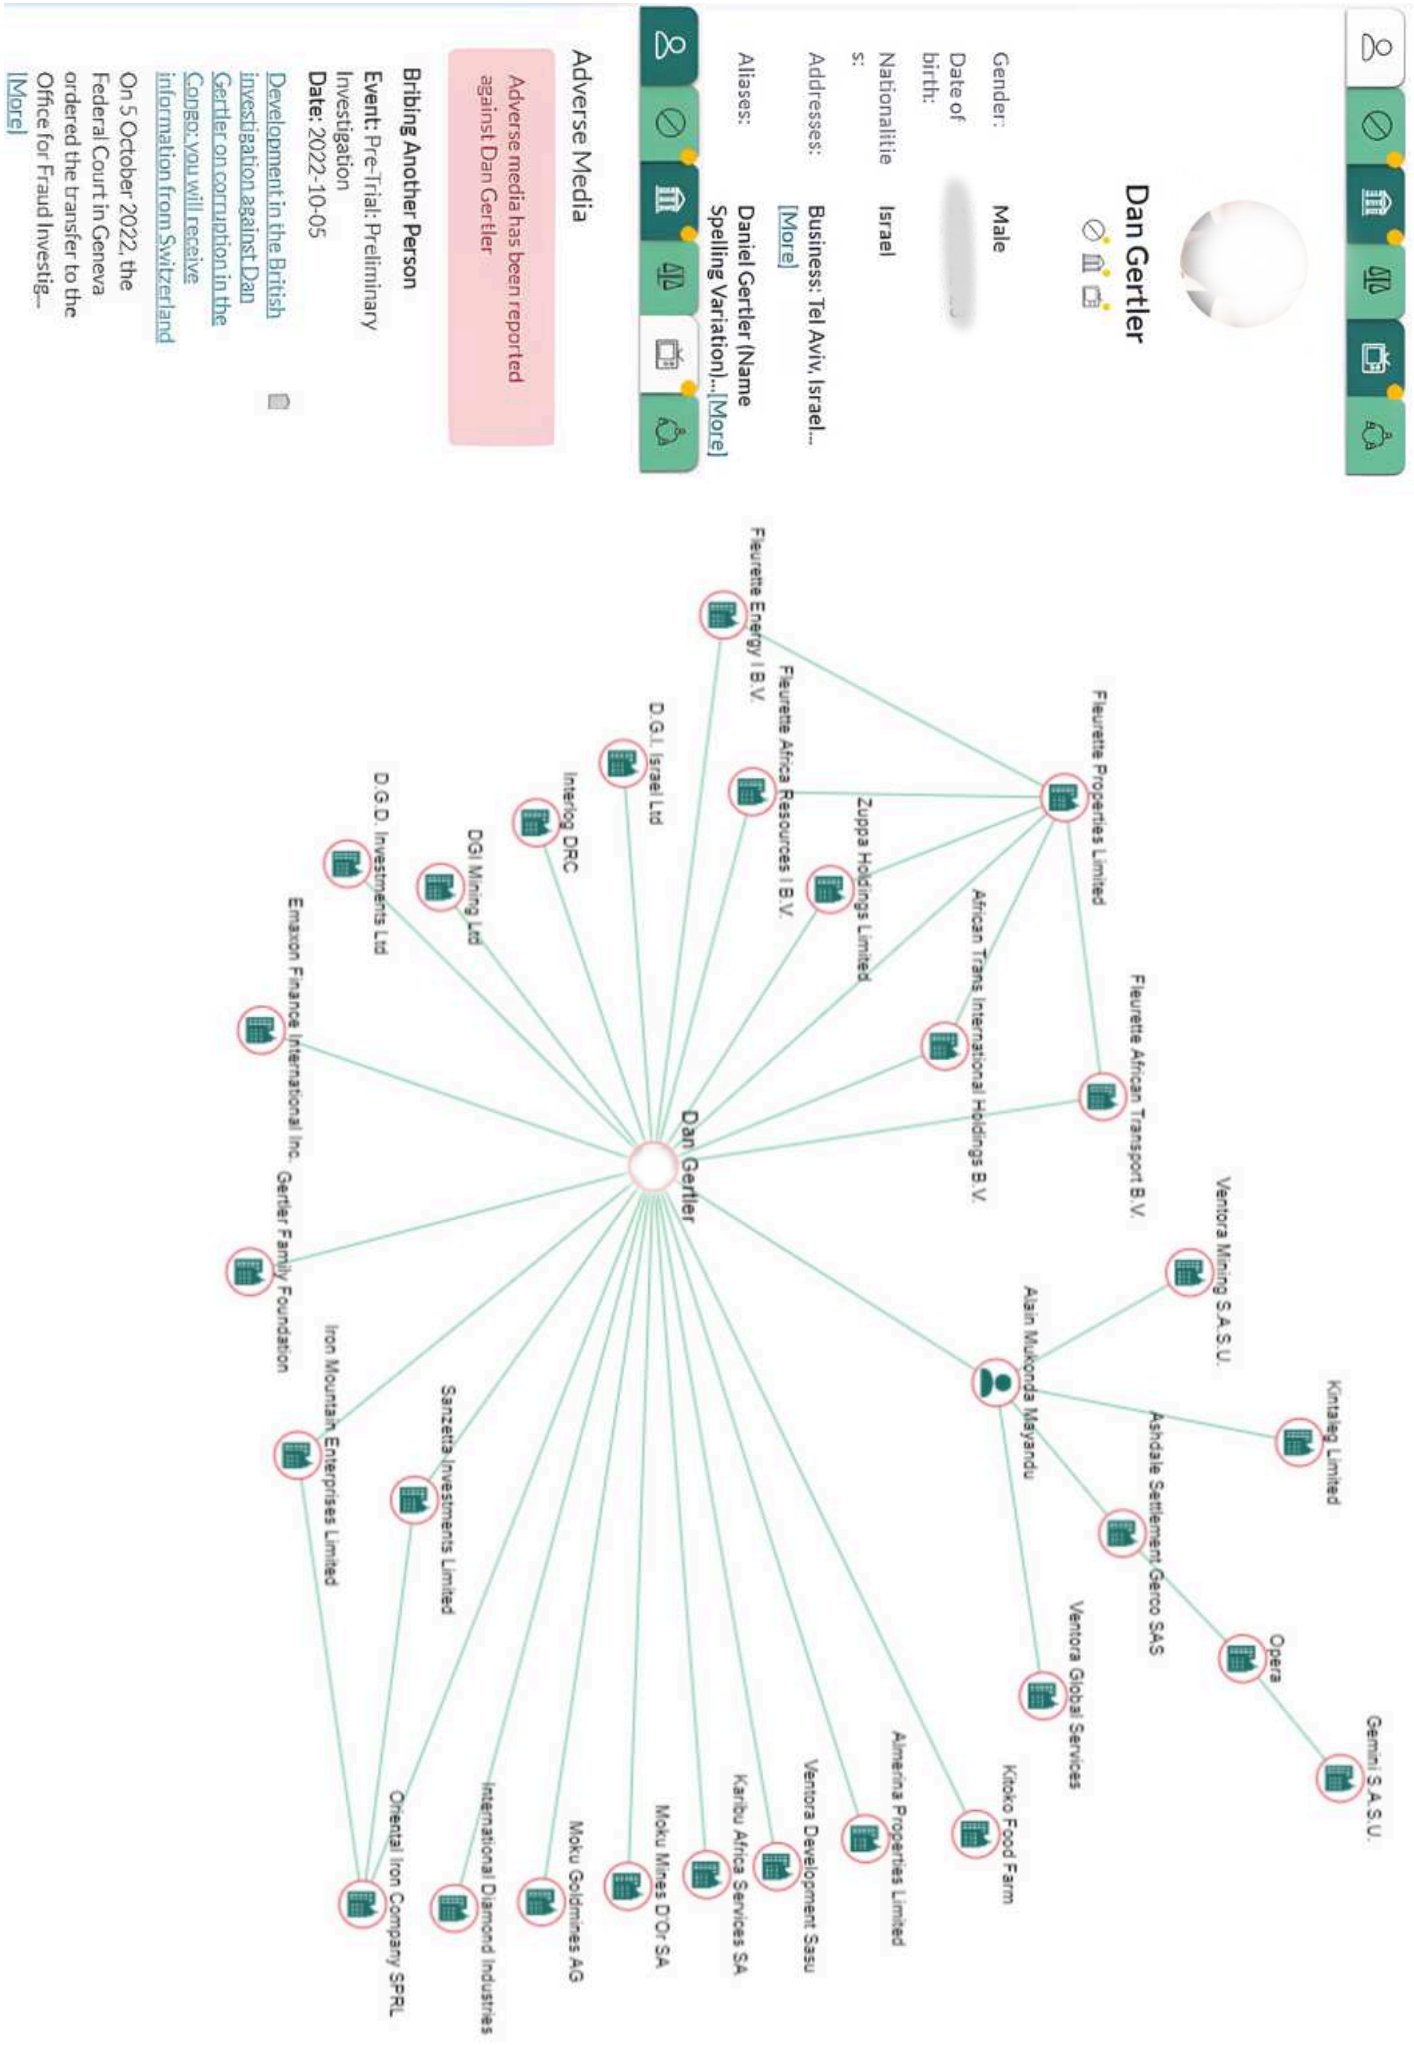 Dan Gertler
Gender: Male
Date of
birth:
Nationalitie
s: Israel
Addresses: Business: Tel Aviv, Israel...
[More]
Aliases: Daniel Gertler (Name
Spelling Variation)...[More]
Adverse Media
Adverse media has been reported
against Dan Gertler
Bribing Another Person
Event: Pre-Trial: Preliminary
Investigation
Date: 2022-10-05
Development in the British
investigation against Dan
Gertler on corruption in the
Congo: you will receive
information from Switzerland
On 5 October 2022, the
Federal Court in Geneva
ordered the transfer to the
Office for Fraud Investig...
[More]
Gemini S.A.S.U.
Kintaleg Limited
Opera
Ventora Mining S.A.S.U.
Ashdale Settlement Gerco SAS
Fleurette African Transport B.V.
Fleurette Properties Limited
Ventora Global Services
Alain Mukonda Mayandu
Kitoko Food Farm
African Trans International Holdings B.V.
Almerina Properties Limited
Zuppa Holdings Limited
Ventora Development Sasu
Fleurette Africa Resources I B.V.
Fleurette Energy I B.V.
Karibu Africa Services SA
Dan Gertler
D.G.I. Israel Ltd
Moku Mines D'Or SA
Interlog DRC
Moku Goldmines AG
DGI Mining Ltd
International Diamond Industries
Sanzetta Investments Limited
D.G.D. Investments Ltd
Oriental Iron Company SPRL
Iron Mountain Enterprises Limited
Emaxon Finance International Inc.
Gertler Family Foundation